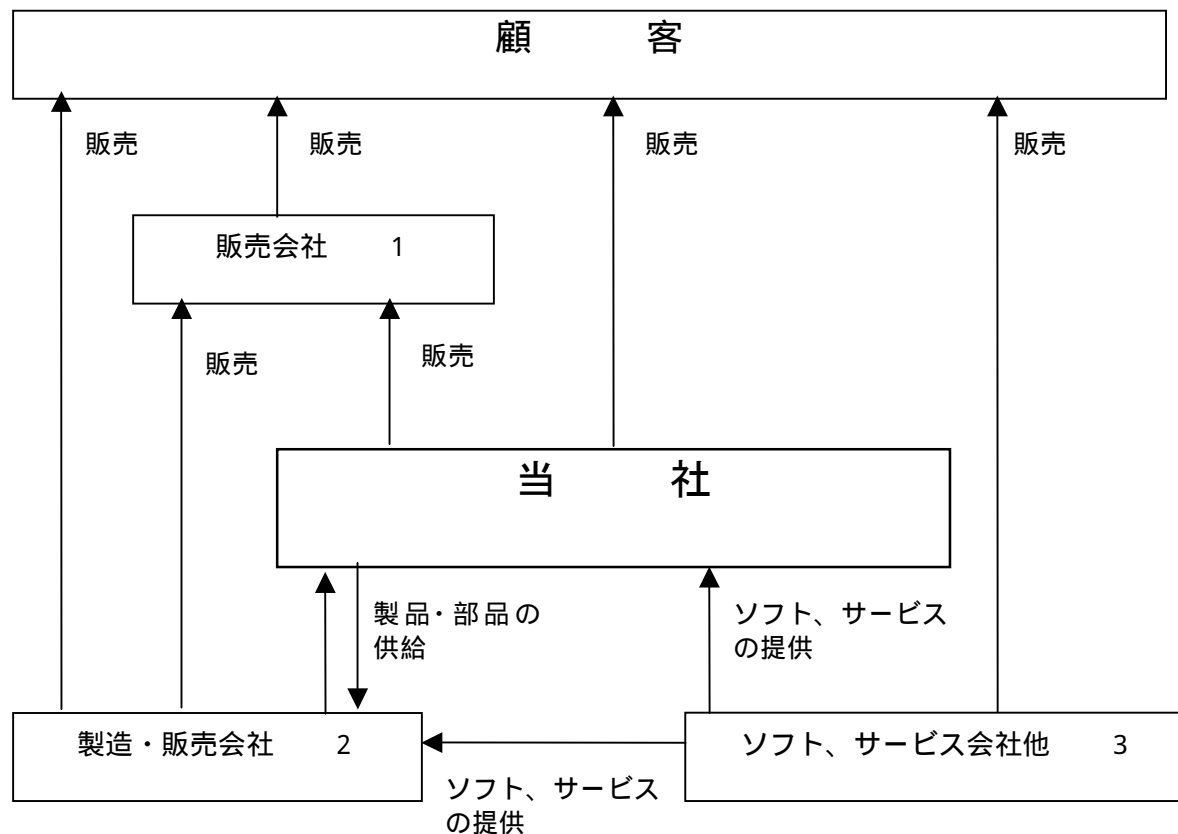 顧　客
販売
販売
販売
販売
販売会社　1
販売
販売
当　社
製品・部品の
供給
ソフト、サービス
の提供
製造・販売会社　2
ソフト、サービス会社他　3
ソフト、サービス
の提供